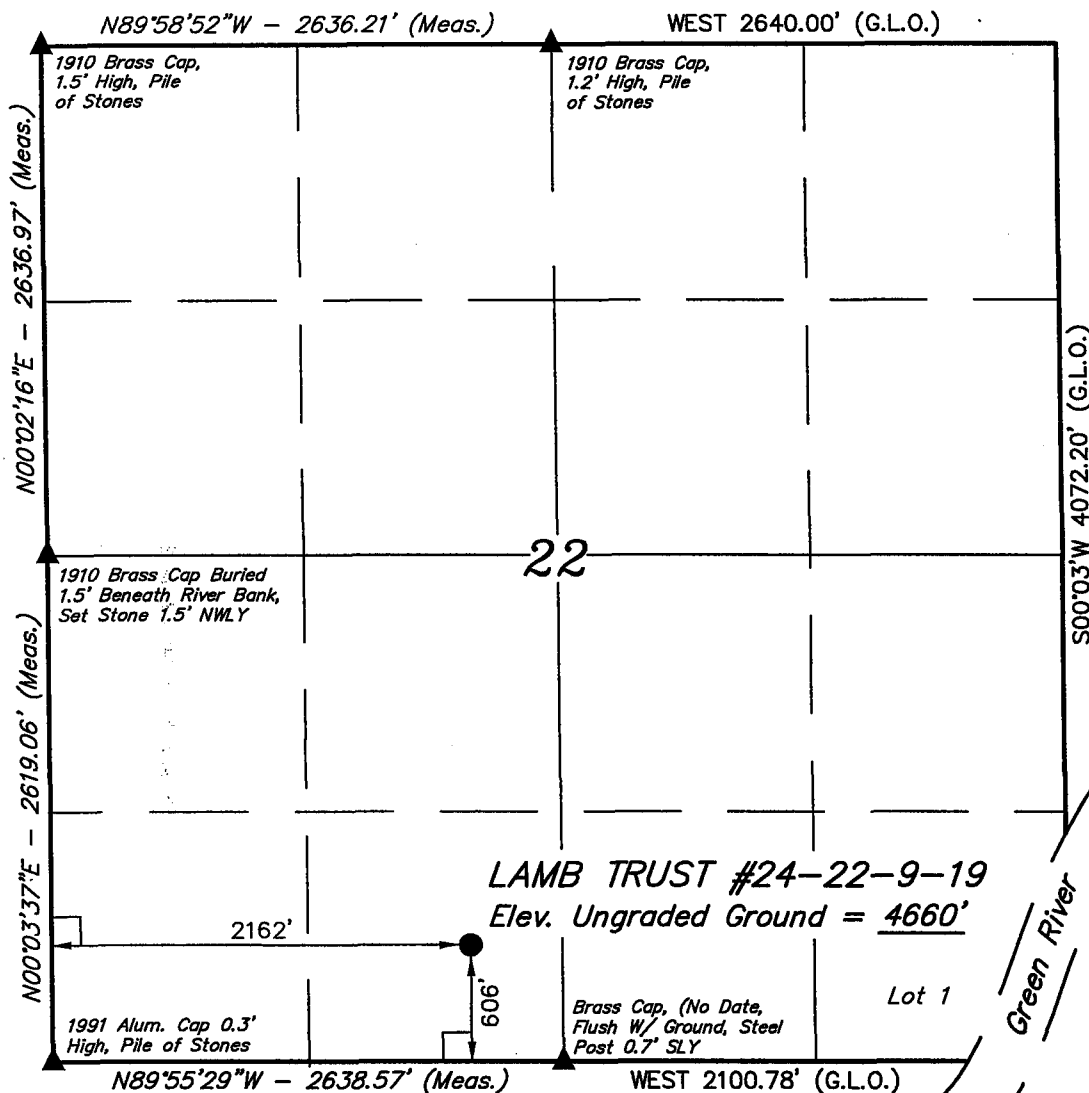 N89°58'52"W - 2636.21' (Meas.)
WEST 2640.00' (G.L.O.)
1910 Brass Cap,
1.5' High, Pile
of Stones
1910 Brass Cap,
1.2' High, Pile
of Stones
N00°02'16"E - 2636.97' (Meas.)
S00°03'W 4072.20' (G.L.O.)
22
1910 Brass Cap Buried
1.5' Beneath River Bank,
Set Stone 1.5' NWLY
N00°03'37"E - 2619.06' (Meas.)
LAMB TRUST #24-22-9-19
Elev. Ungraded Ground = 4660'
2162'
606'
Lot 1
Green River
1991 Alum. Cap 0.3'
High, Pile of Stones
Brass Cap, (No Date,
Flush W/ Ground, Steel
Post 0.7' SLY
N89°55'29"W - 2638.57' (Meas.)
WEST 2100.78' (G.L.O.)